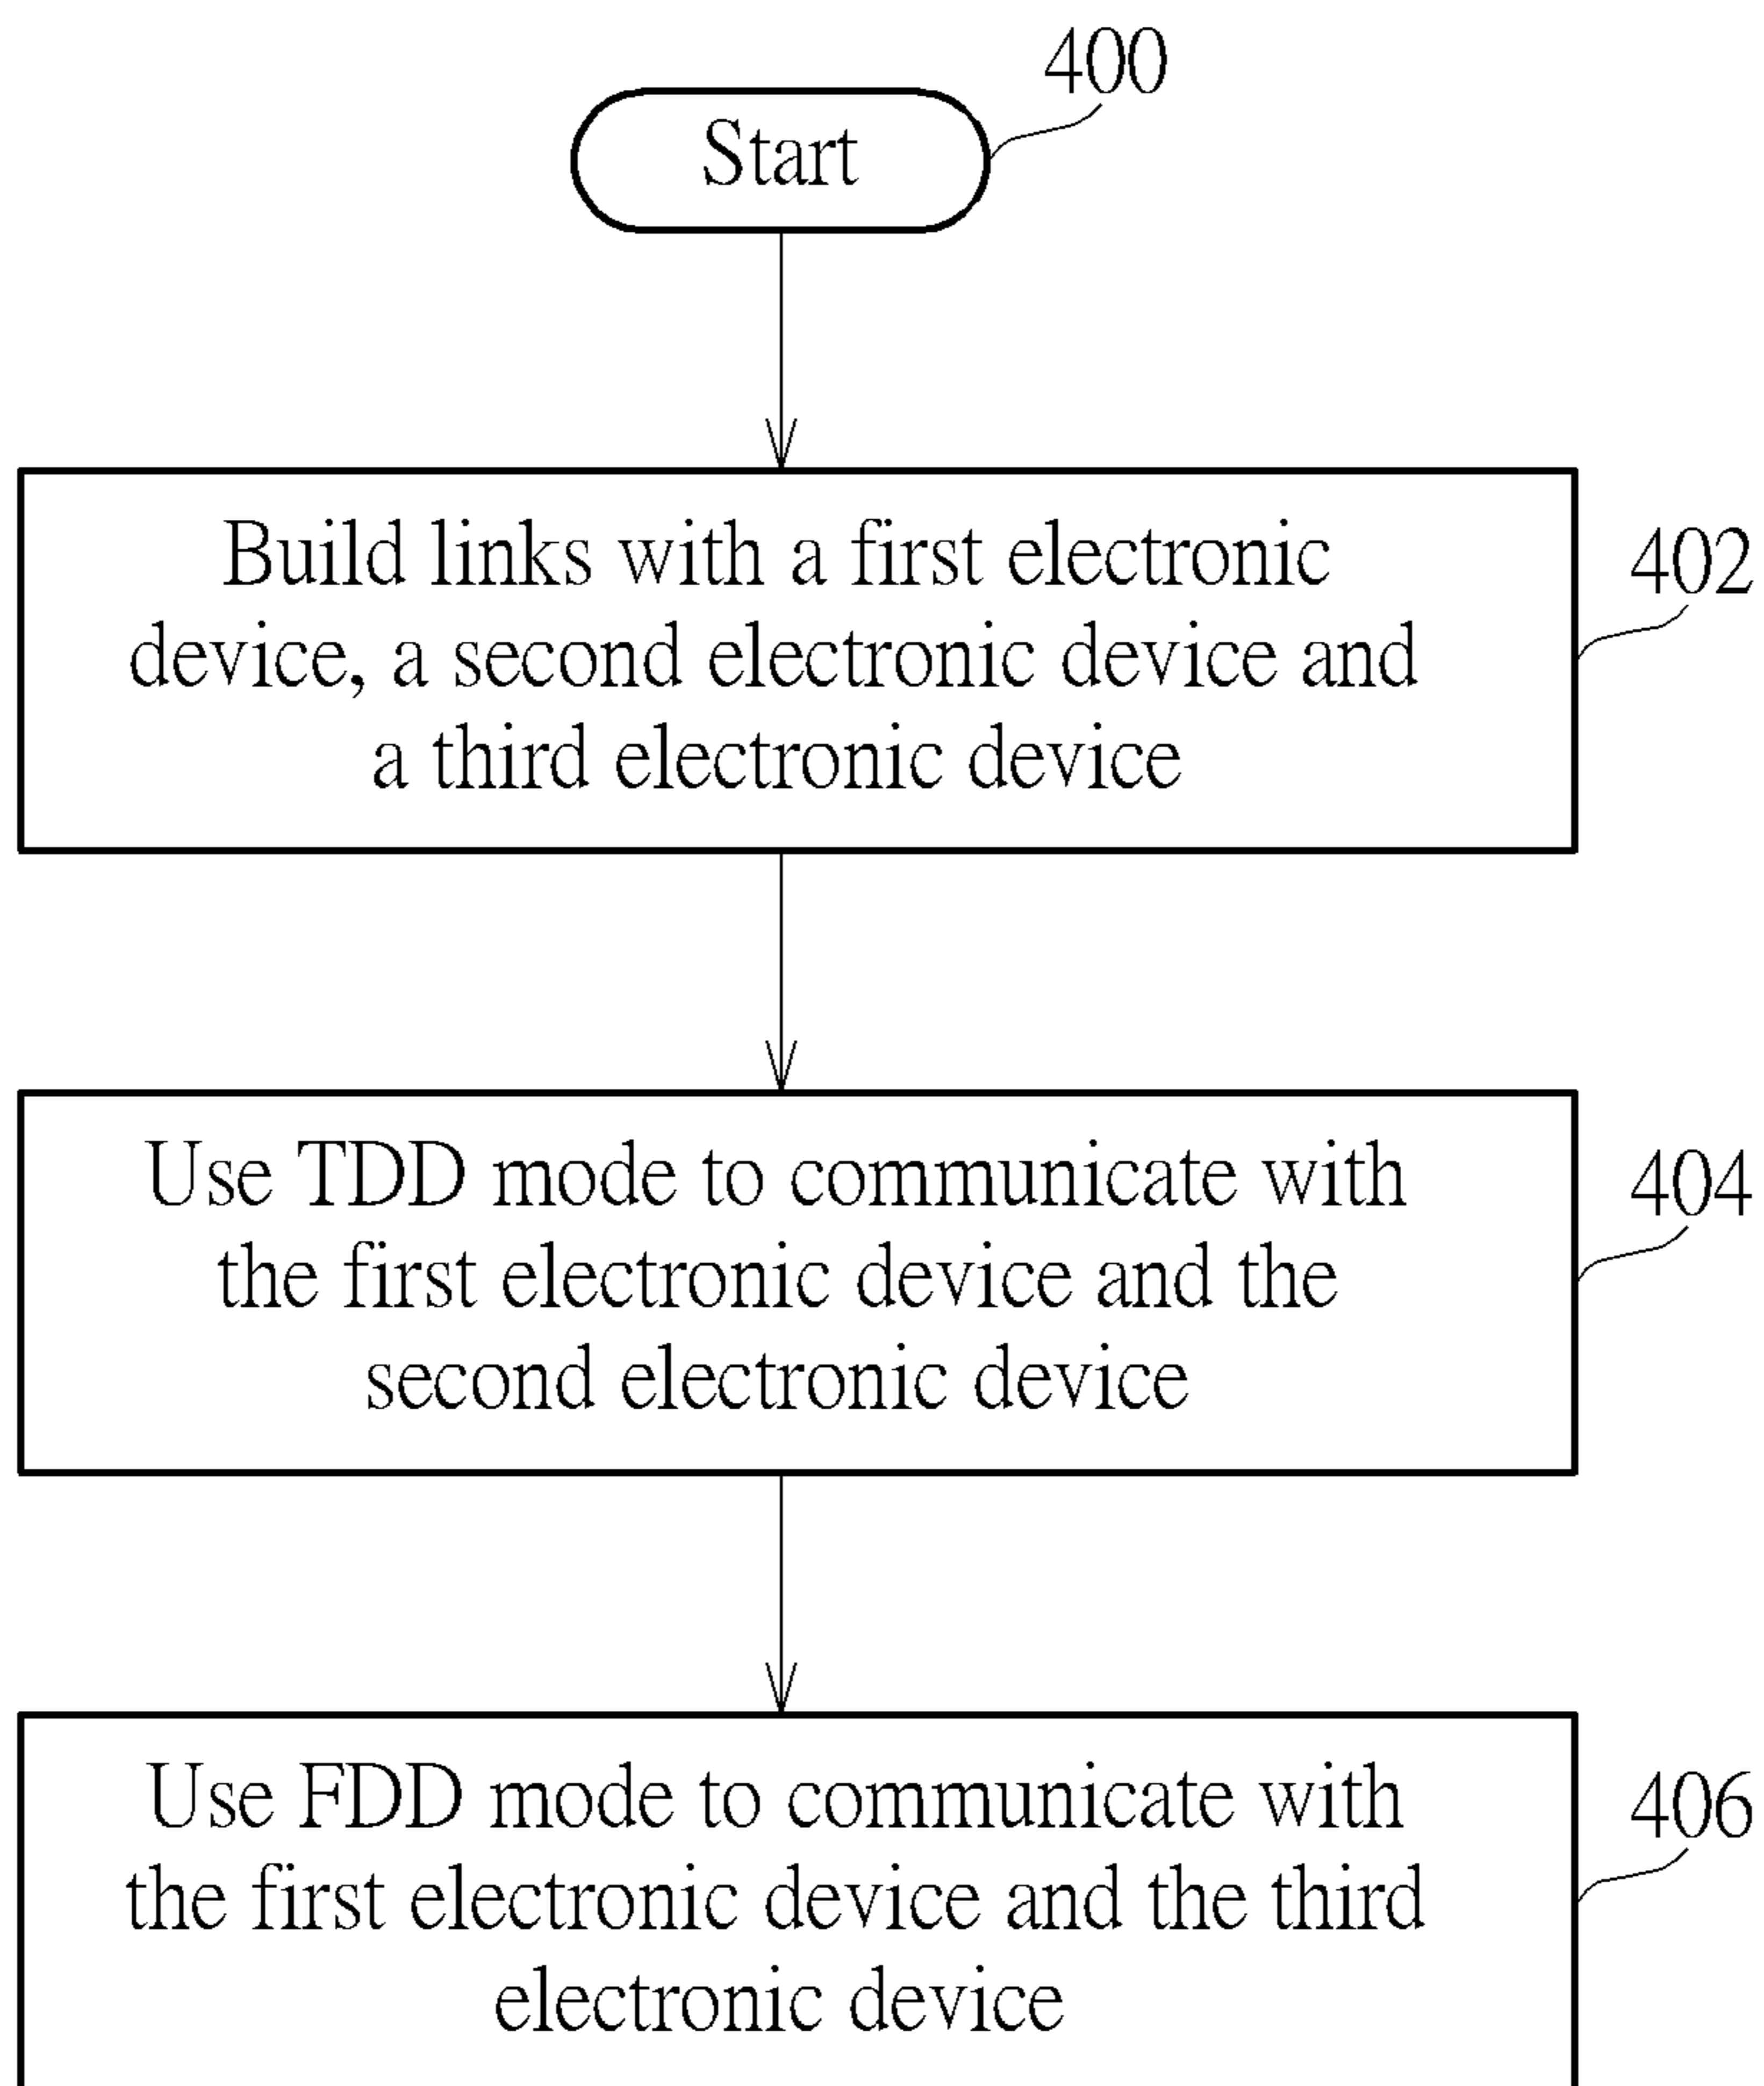 400
Start
Build links with a first electronic
device, a second electronic device and
a third electronic device
402
Use TDD mode to communicate with
the first electronic device and the
second electronic device
404
Use FDD mode to communicate with
the first electronic device and the third
electronic device
406